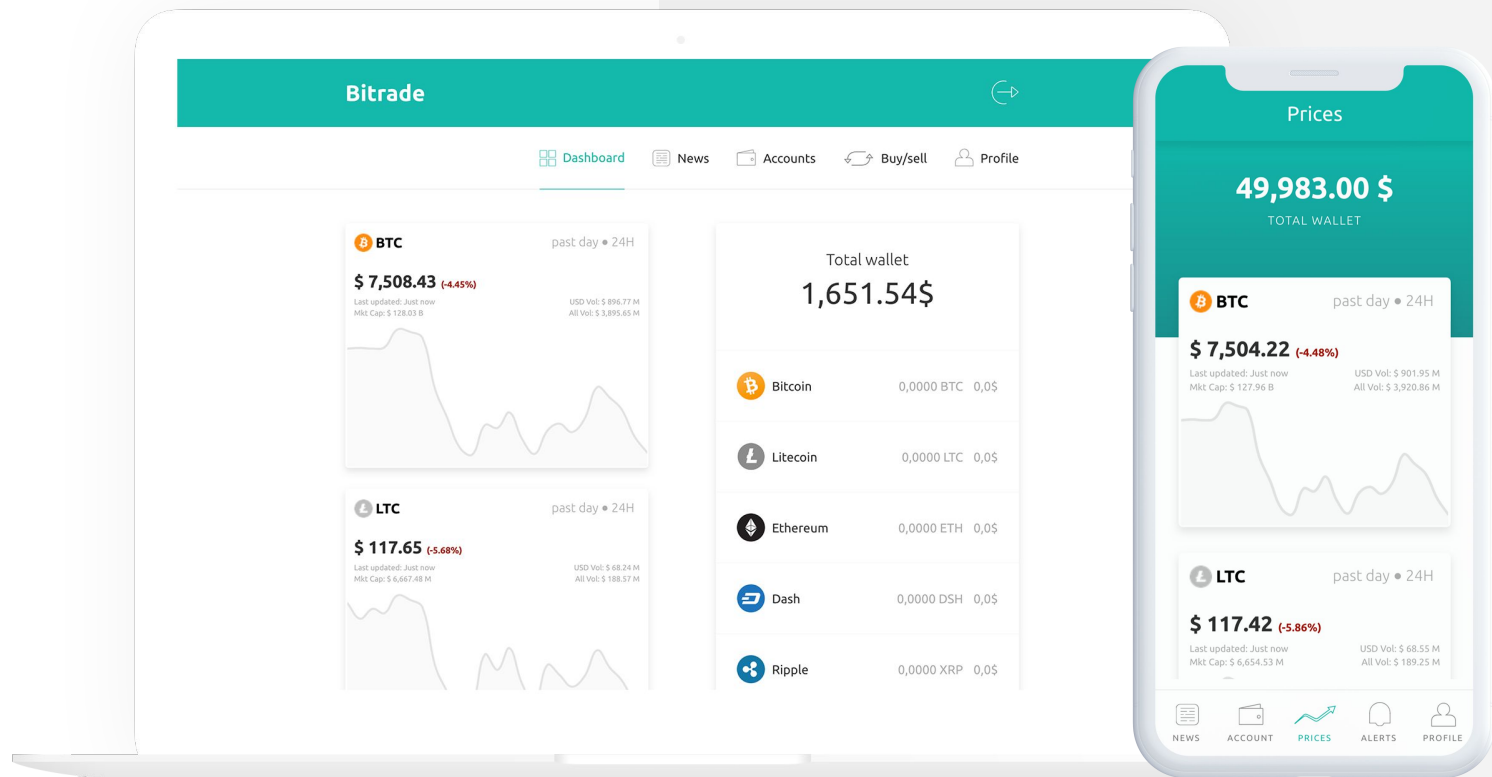 Bitrade
Dashboard News Accounts Buy/sell Profile
BTC past day • 24H
$ 7,508.43 (-4.45%)
Last updated: Just now USD Vol: $ 896.77 M
Mkt Cap: $ 128.03 B All Vol: $ 3,895.65 M
LTC past day • 24H
$ 117.65 (-5.68%)
Last updated: Just now USD Vol: $ 68.24 M
Mkt Cap: $ 6,667.48 M All Vol: $ 188.57 M
Total wallet
1,651.54$
Bitcoin 0,0000 BTC 0,0$
Litecoin 0,0000 LTC 0,0$
Ethereum 0,0000 ETH 0,0$
Dash 0,0000 DSH 0,0$
Ripple 0,0000 XRP 0,0$
Prices
49,983.00 $
TOTAL WALLET
BTC past day • 24H
$ 7,504.22 (-4.48%)
Last updated: Just now USD Vol: $ 901.95 M
Mkt Cap: $ 127.96 B All Vol: $ 3,920.86 M
LTC past day • 24H
$ 117.42 (-5.86%)
Last updated: Just now USD Vol: $ 68.55 M
Mkt Cap: $ 6,654.53 M All Vol: $ 189.25 M
NEWS ACCOUNT PRICES ALERTS PROFILE